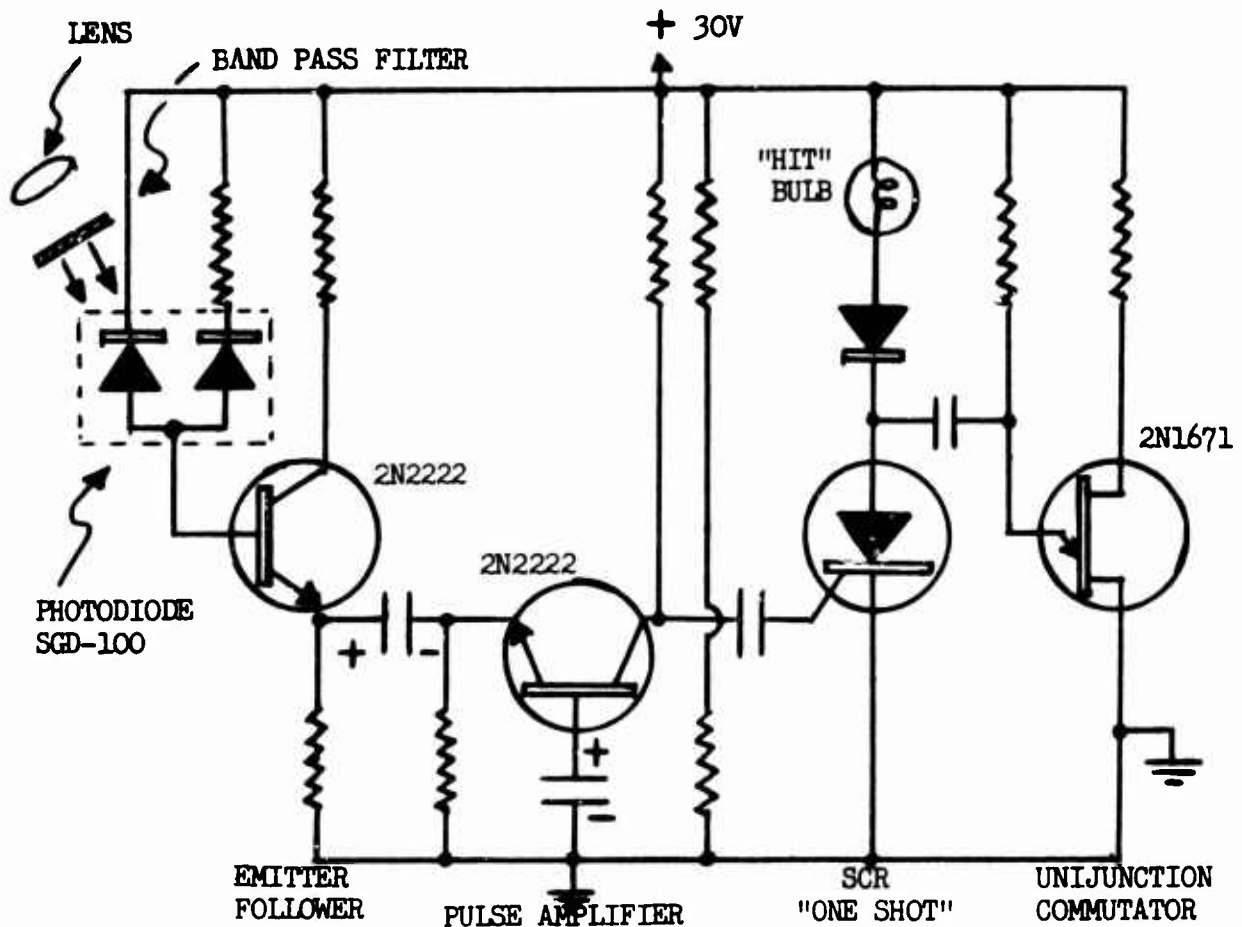 LENS
BAND PASS FILTER
+ 30V
"HIT"
BULB
2N1671
2N2222
2N2222
PHOTODIODE
SGD-100
+ -
+
-
EMITTER
FOLLOWER
PULSE AMPLIFIER
SCR
"ONE SHOT"
UNIJUNCTION
COMMUTATOR